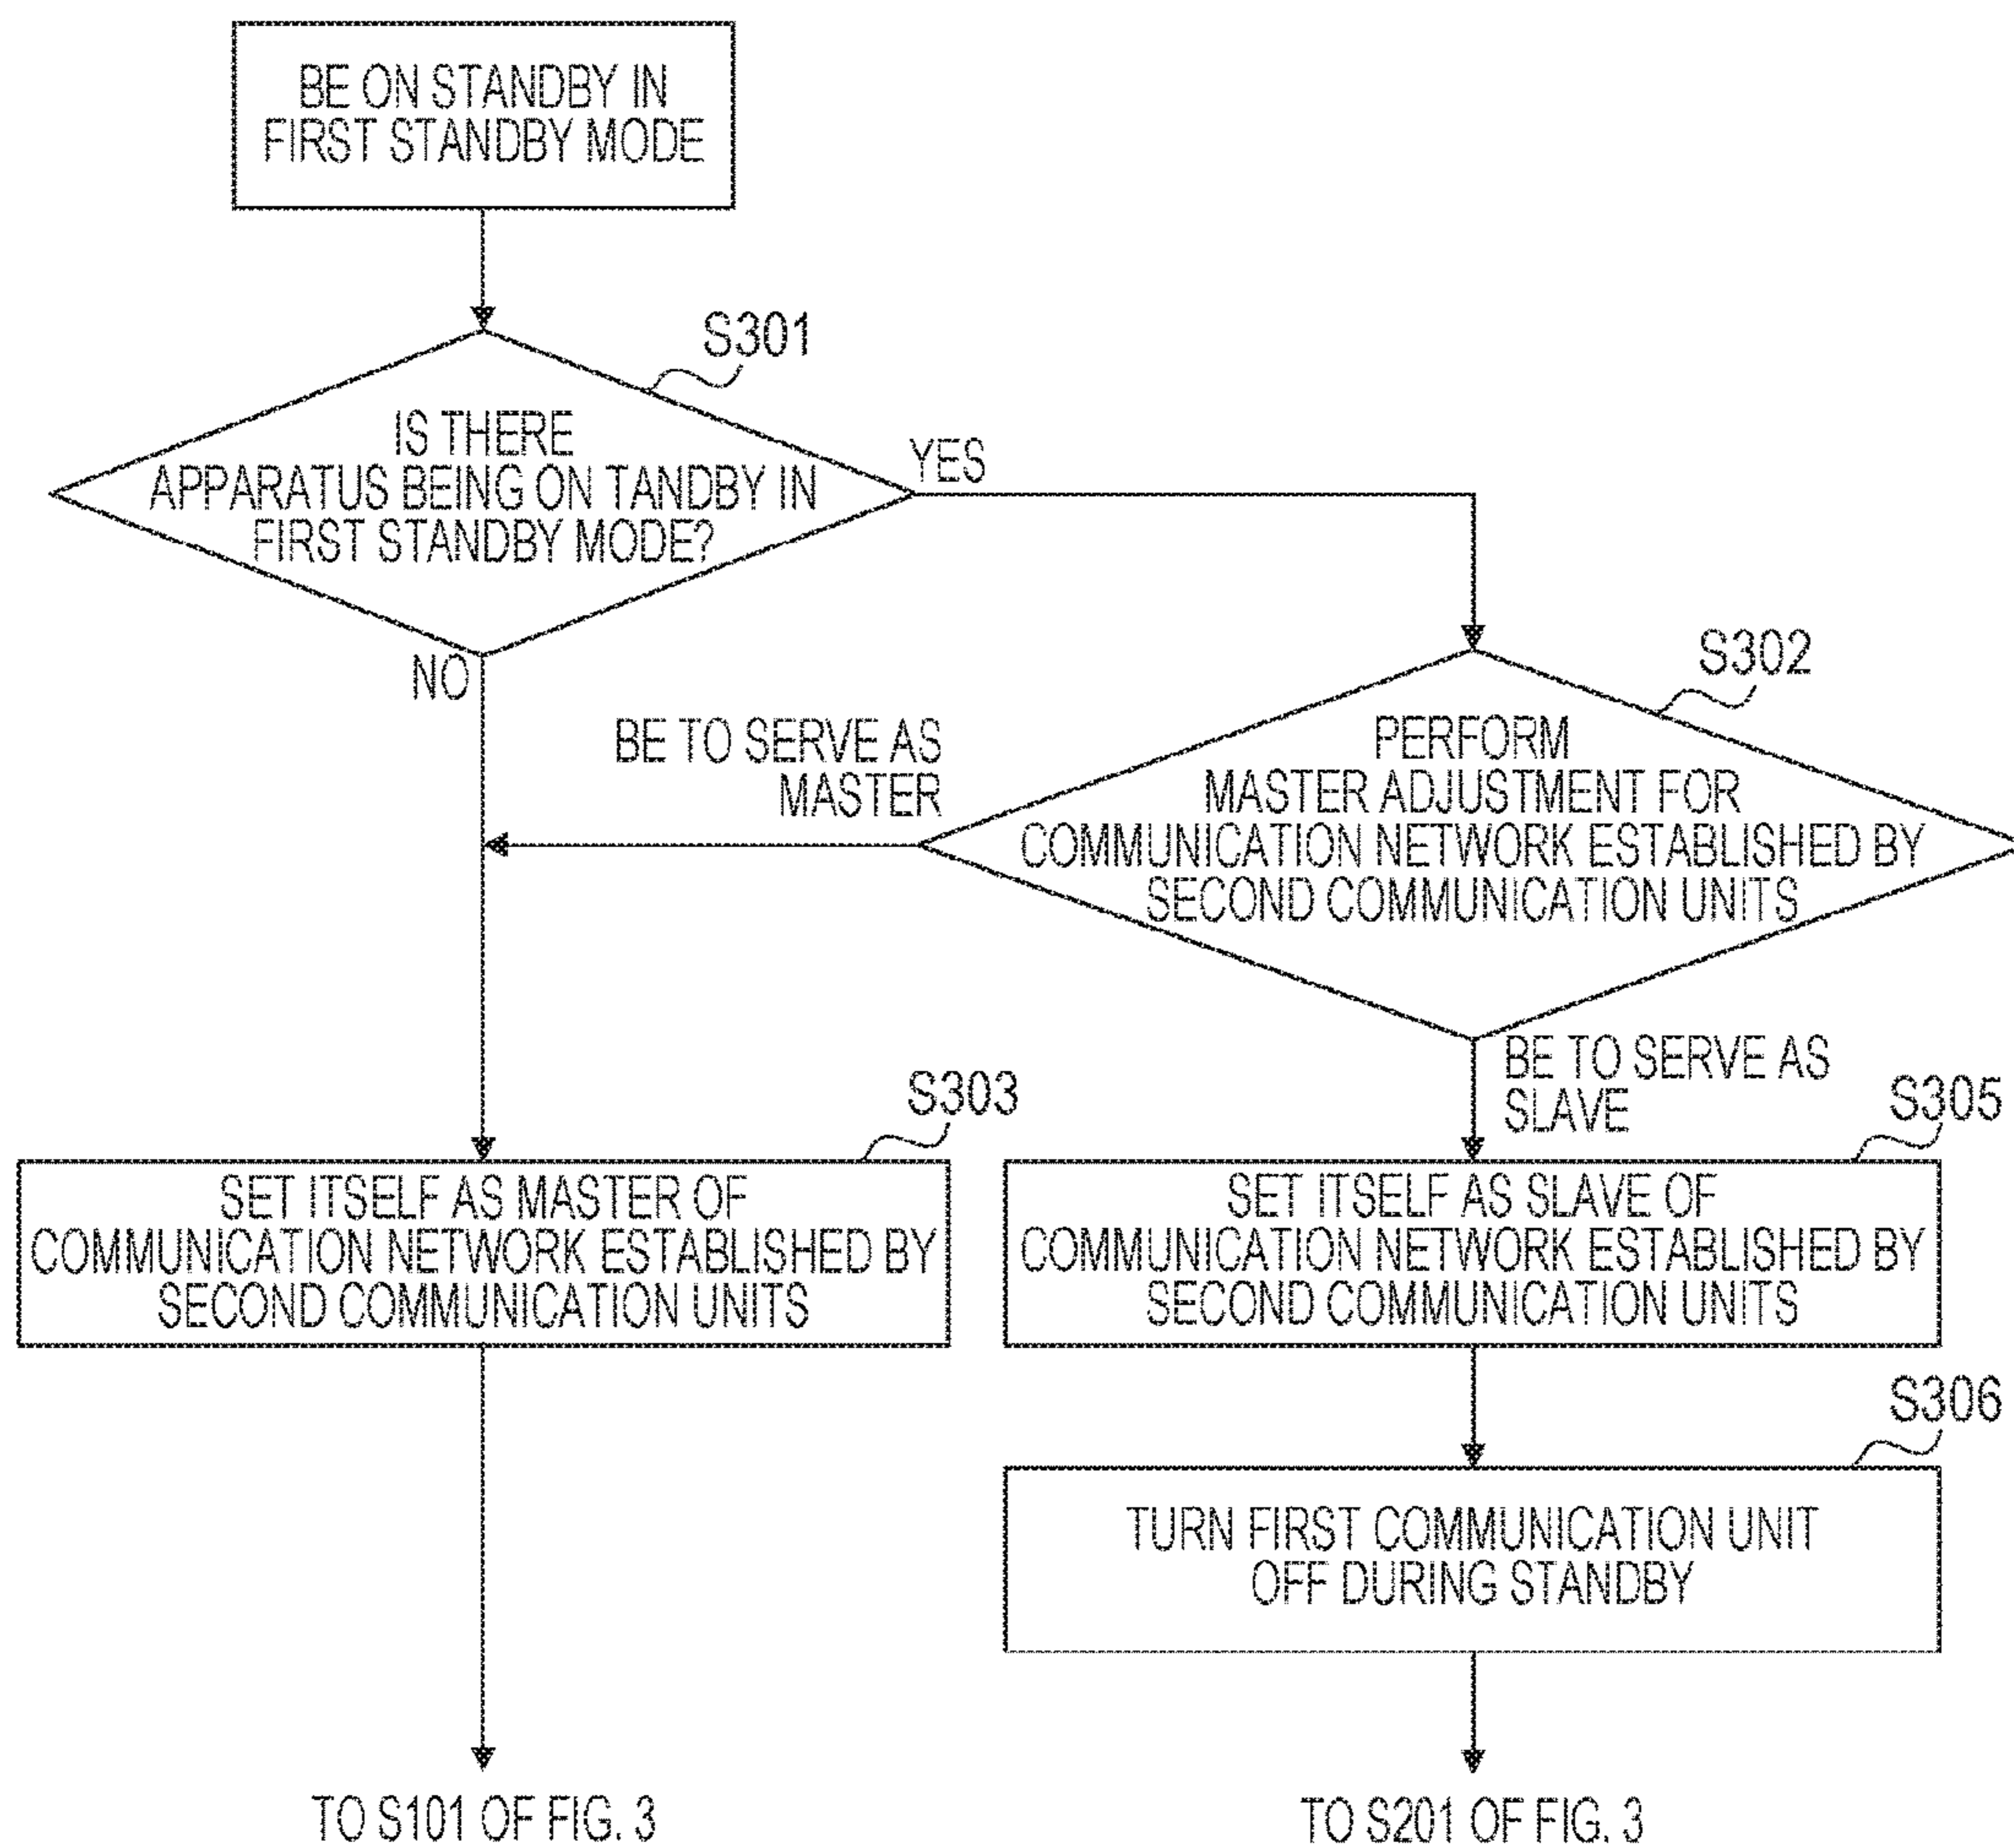 BE ON STANDBY IN
FIRST STANDBY MODE
S301
IS THERE
APPARATUS BEING ON TANDBY IN
FIRST STANDBY MODE?
YES
NO
S302
BE TO SERVE AS
MASTER
PERFORM
MASTER ADJUSTMENT FOR
COMMUNICATION NETWORK ESTABLISHED BY
SECOND COMMUNICATION UNITS
BE TO SERVE AS
SLAVE
S303
SET ITSELF AS MASTER OF
COMMUNICATION NETWORK ESTABLISHED BY
SECOND COMMUNICATION UNITS
S305
SET ITSELF AS SLAVE OF
COMMUNICATION NETWORK ESTABLISHED BY
SECOND COMMUNICATION UNITS
S306
TURN FIRST COMMUNICATION UNIT
OFF DURING STANDBY
TO S101 OF FIG. 3
TO S201 OF FIG. 3